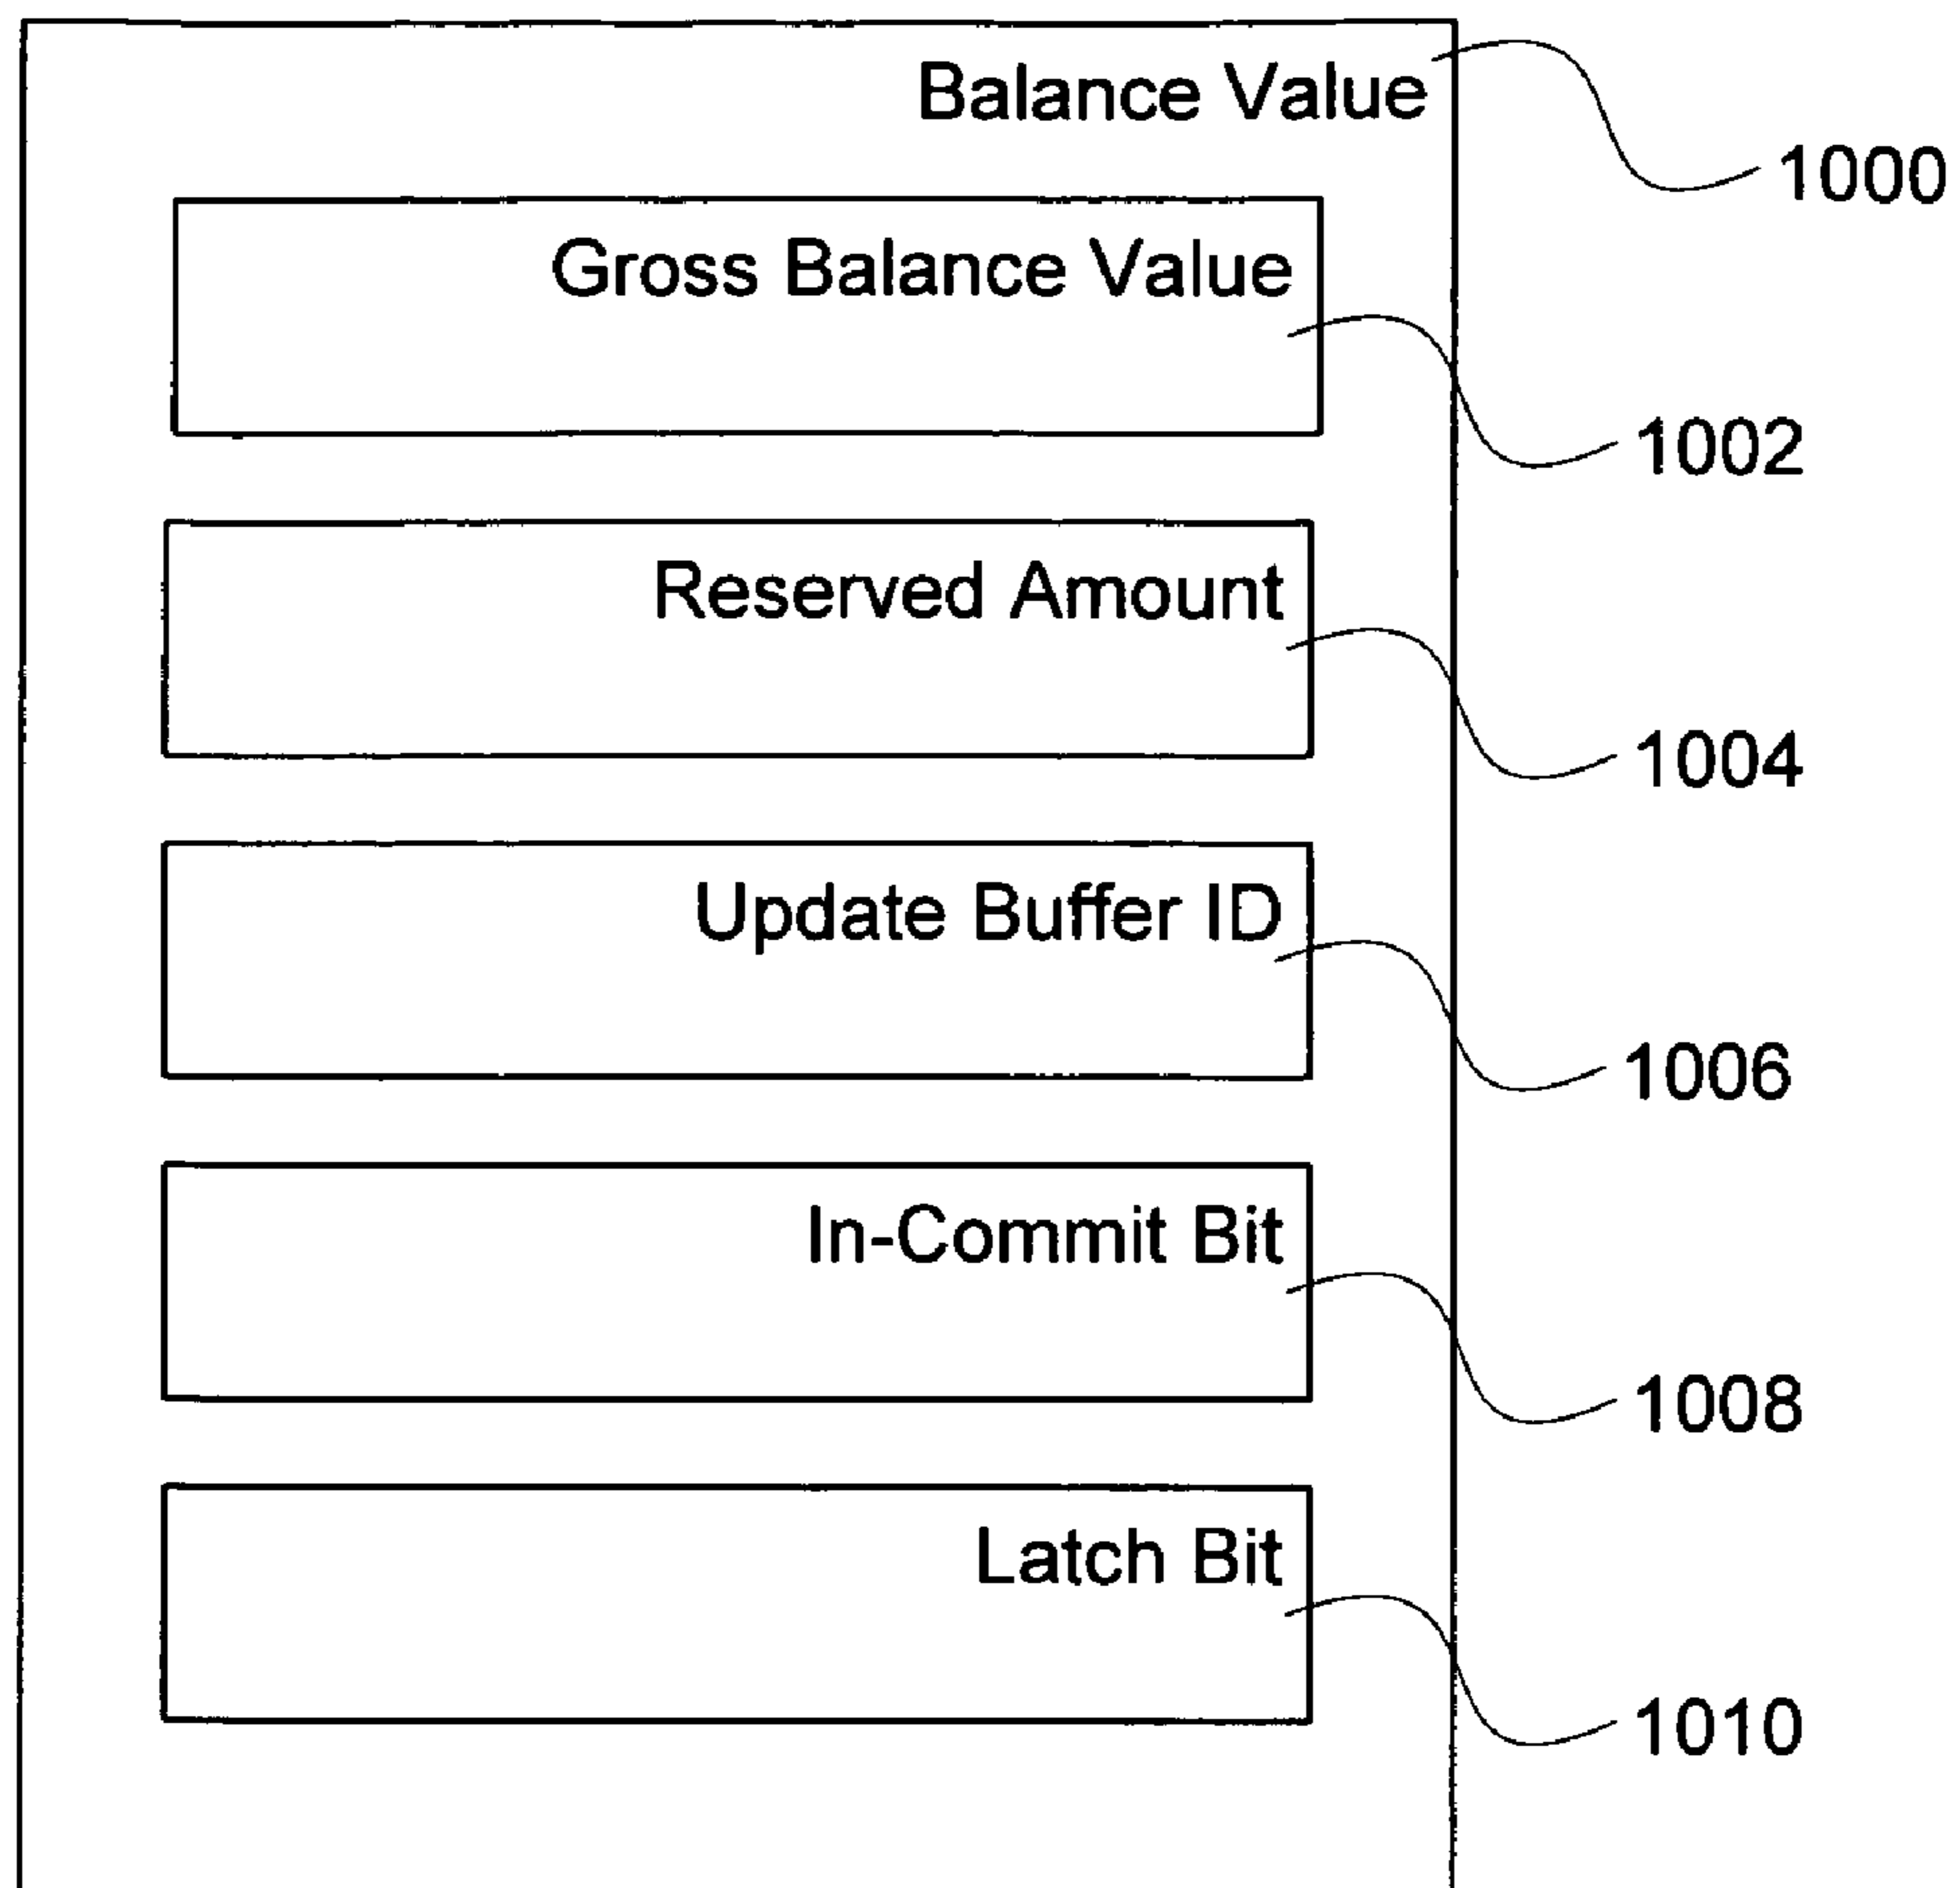 Balance Value
1000
Gross Balance Value
1002
Reserved Amount
1004
Update Buffer ID
1006
In-Commit Bit
1008
Latch Bit
1010